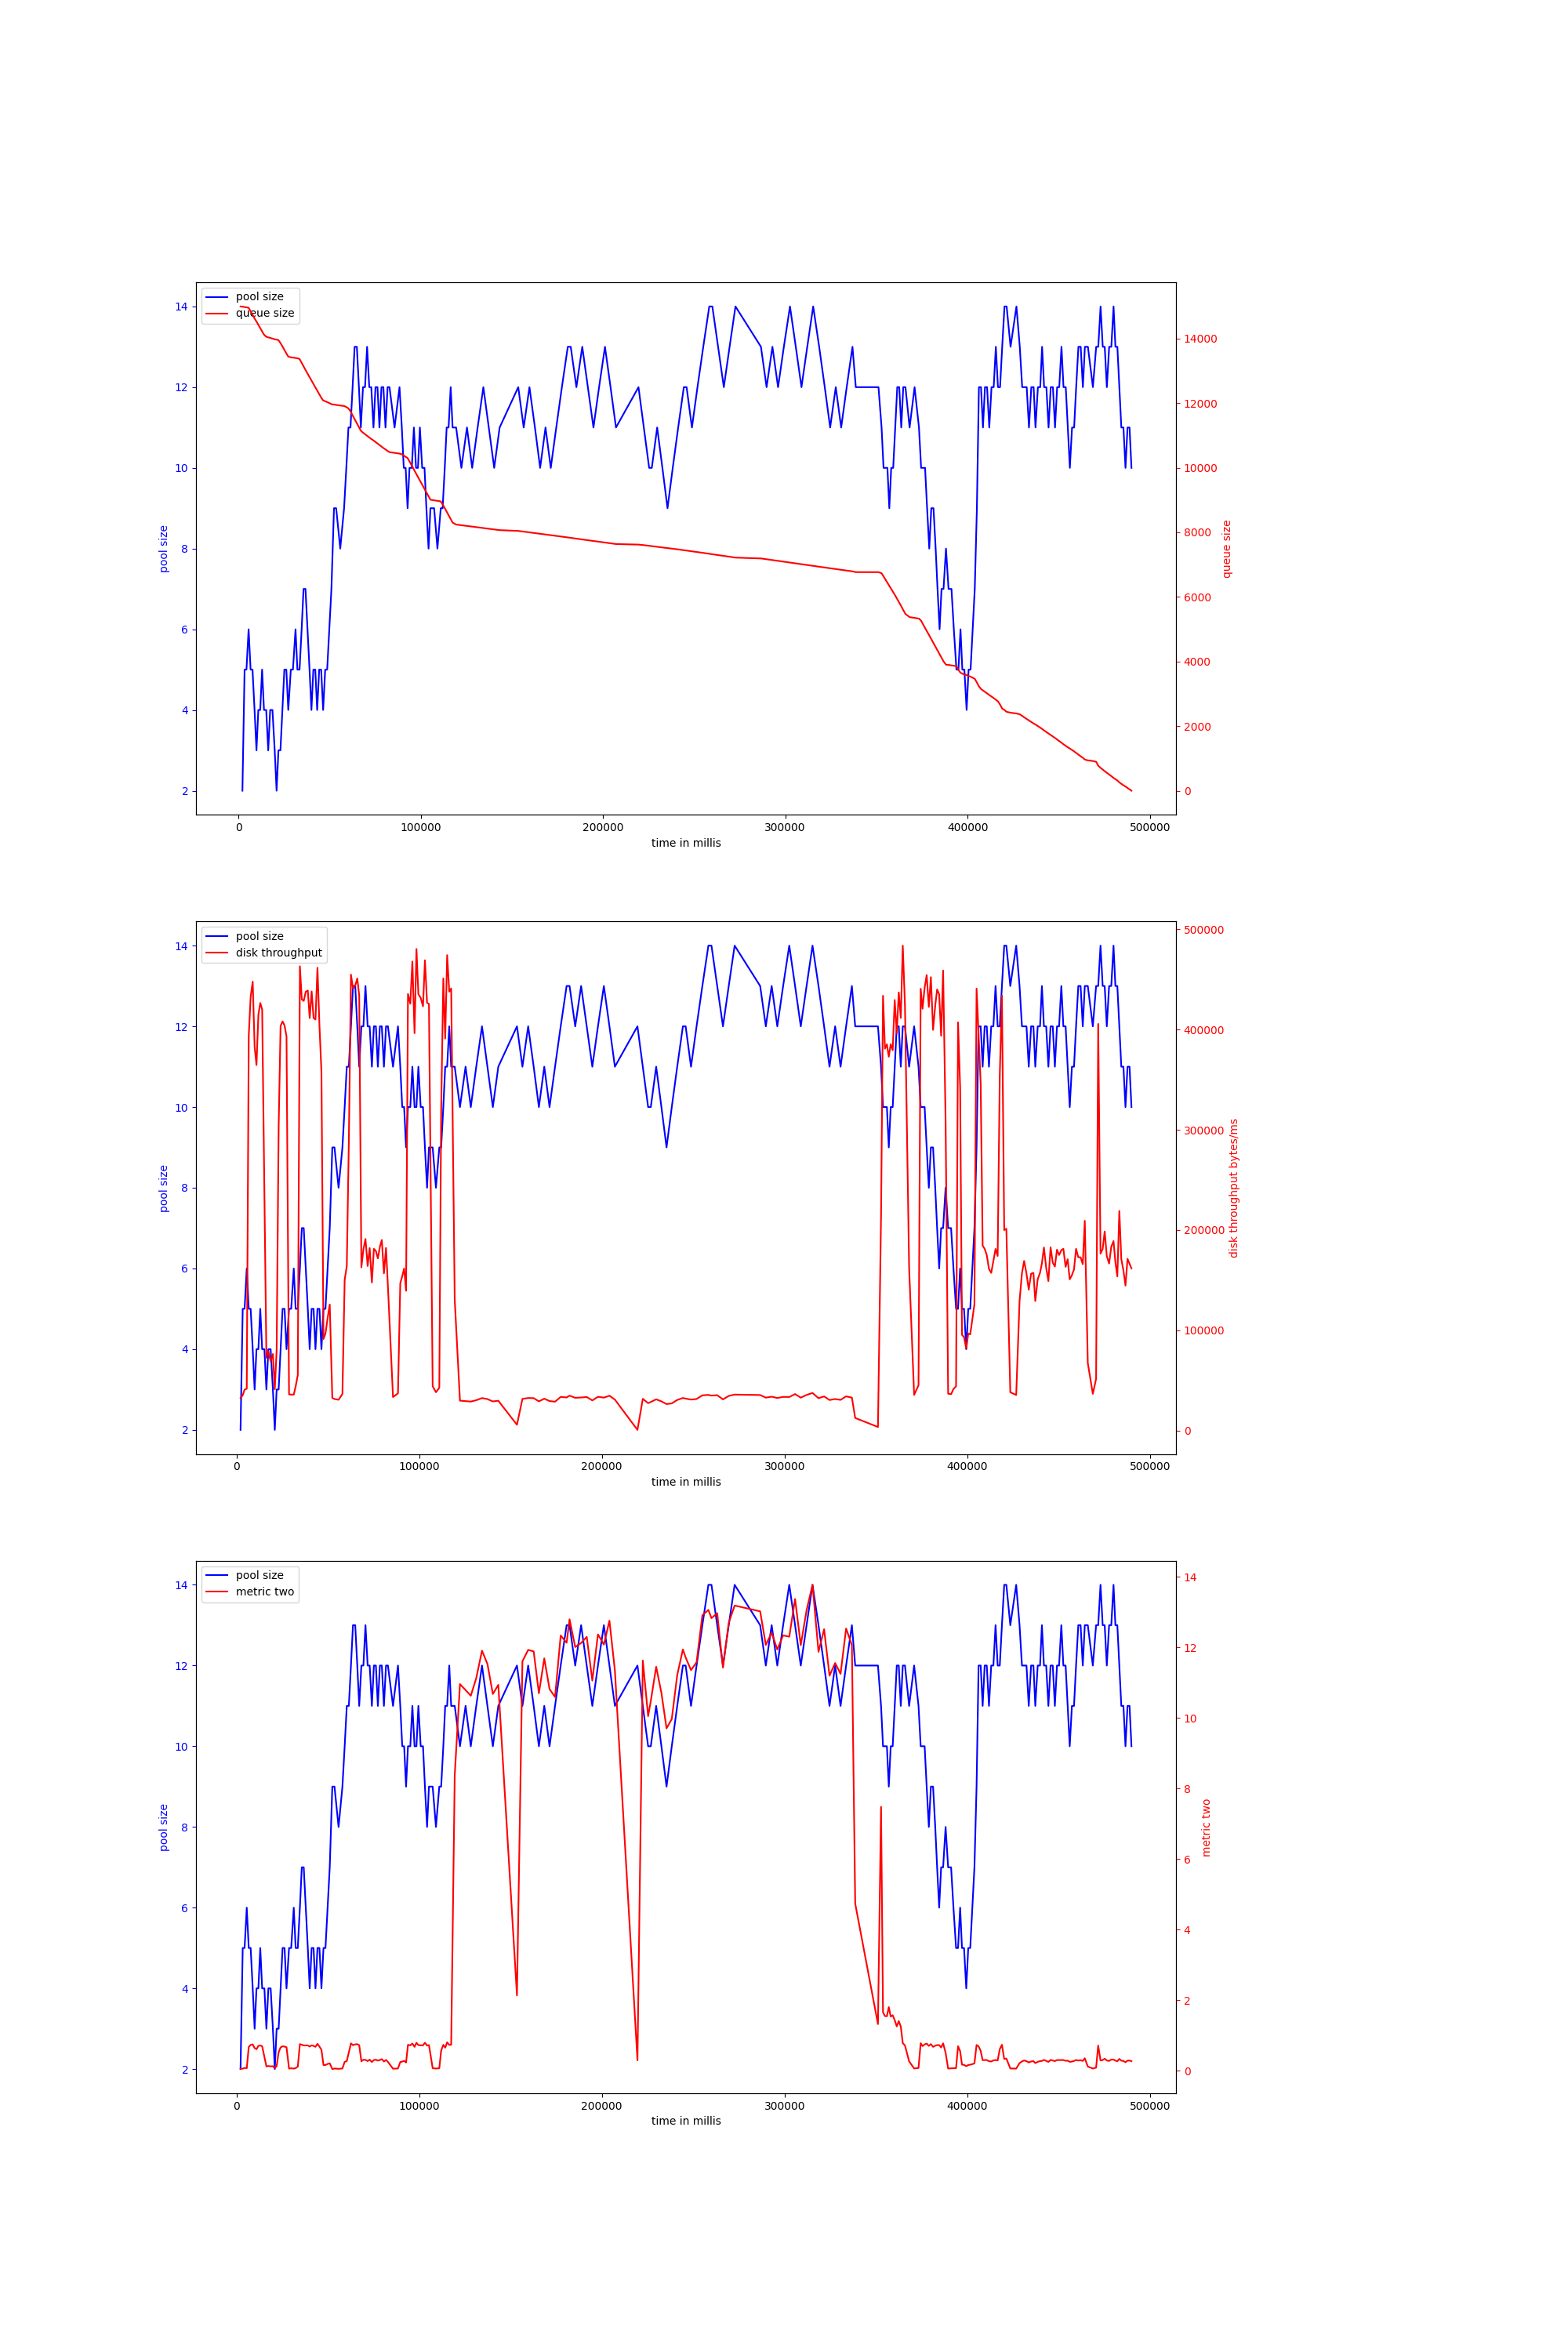 pool size
queue size
14
12
10
8
6
4
2
pool size
14000
12000
10000
8000
6000
4000
2000
0
queue size
0 100000 200000 300000 400000 500000
time in millis
pool size
disk throughput
14
12
10
8
6
4
2
pool size
500000
400000
300000
200000
100000
0
disk throughput bytes/ms
0 100000 200000 300000 400000 500000
time in millis
pool size
metric two
14
12
10
8
6
4
2
pool size
14
12
10
8
6
4
2
0
metric two
0 100000 200000 300000 400000 500000
time in millis